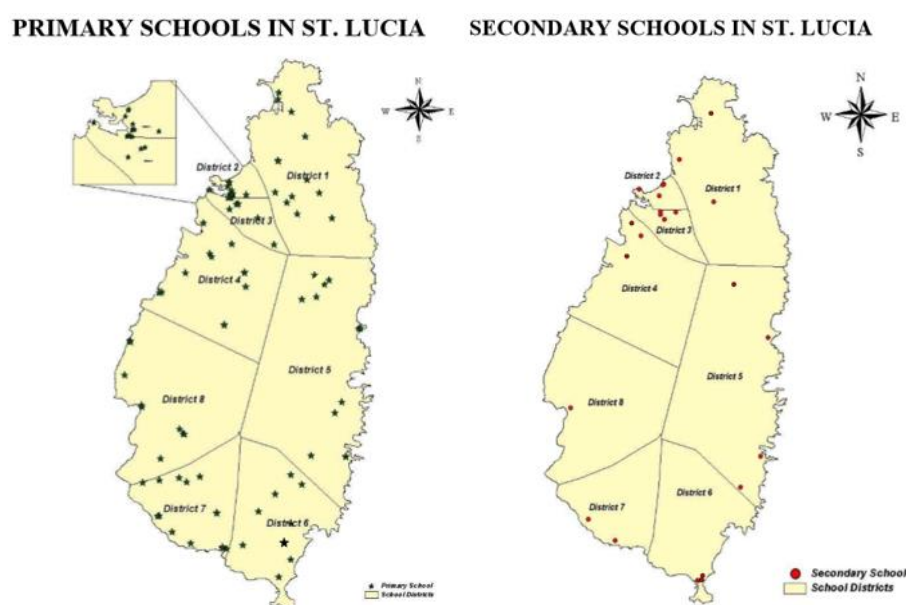 PRIMARY SCHOOLS IN ST. LUCIA
N
W E
S
District 2
District 1
District 3
District 4
District 5
District 8
District 7
District 6
Primary School
School Districts
SECONDARY SCHOOLS IN ST. LUCIA
N
W E
S
District 2
District 1
District 3
District 4
District 5
District 8
District 6
District 7
Secondary School
School Districts